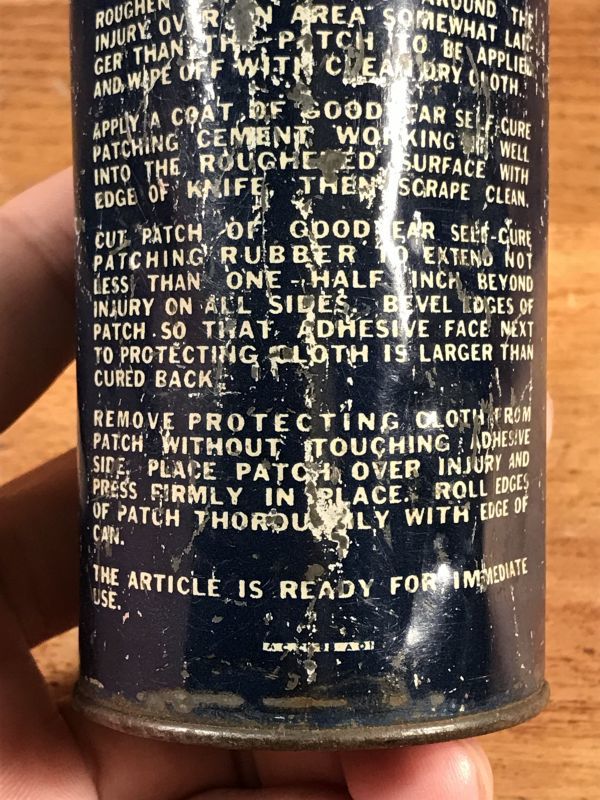 ROUGHEN AROUND THE
INJURY OVER AN AREA SOMEWHAT LAR-
GER THAN THE PATCH TO BE APPLIED
AND WIPE OFF WITH CLEAN DRY CLOTH.
APPLY A COAT OF GOODYEAR SELF-CURE
PATCHING CEMENT WORKING IT WELL
INTO THE ROUGHENED SURFACE WITH
EDGE OF KNIFE, THEN SCRAPE CLEAN.
CUT PATCH OF GOODYEAR SELF-CURE
PATCHING RUBBER TO EXTEND NOT
LESS THAN ONE-HALF INCH BEYOND
INJURY ON ALL SIDES. BEVEL EDGES OF
PATCH SO THAT ADHESIVE FACE NEXT
TO PROTECTING CLOTH IS LARGER THAN
CURED BACK.
REMOVE PROTECTING CLOTH FROM
PATCH WITHOUT TOUCHING ADHESIVE
SIDE. PLACE PATCH OVER INJURY AND
PRESS FIRMLY IN PLACE. ROLL EDGES
OF PATCH THOROUGHLY WITH EDGE OF
CAN.
THE ARTICLE IS READY FOR IMMEDIATE
USE.